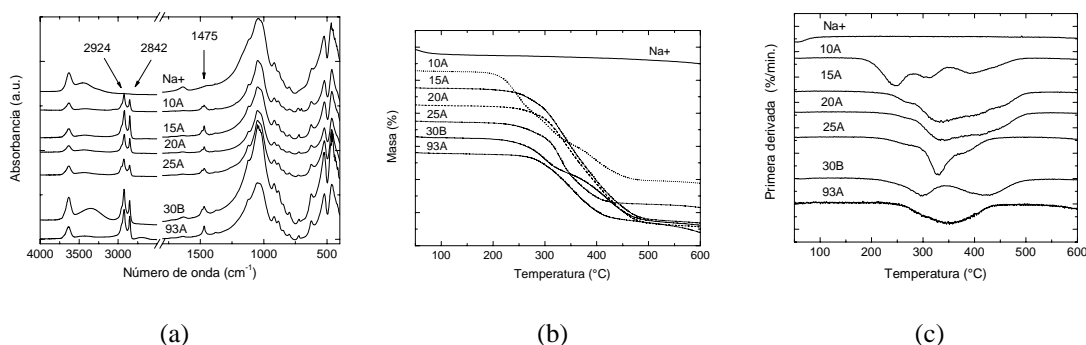 2924
2842
1475
Na+
10A
15A
20A
25A
30B
93A
Absorbancia (a.u.)
4000
3000
1500
1000
500
Número de onda (cm-1)
(a)
Na+
10A
15A
20A
25A
30B
93A
Masa (%)
100
200
300
400
500
600
Temperatura (°C)
(b)
Na+
10A
15A
20A
25A
30B
93A
Primera derivada (%/min.)
100
200
300
400
500
600
Temperatura (°C)
(c)